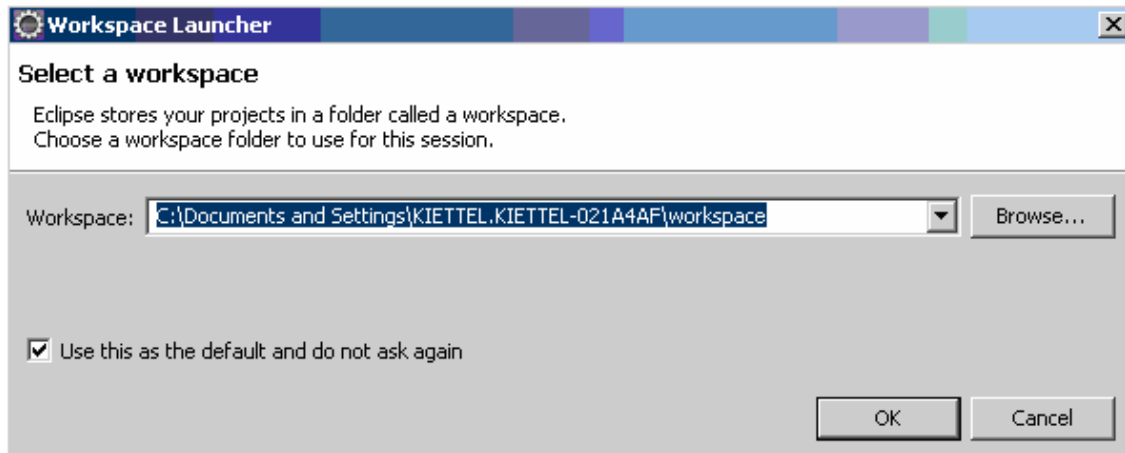 Workspace Launcher
Select a workspace
Eclipse stores your projects in a folder called a workspace.
Choose a workspace folder to use for this session.
Workspace: C:\Documents and Settings\KIETTEL.KIETTEL-021A4AF\workspace Browse...
Use this as the default and do not ask again
OK Cancel